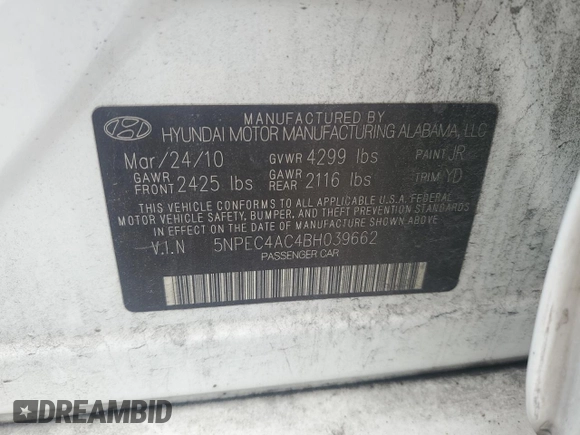 MANUFACTURED BY
HYUNDAI MOTOR MANUFACTURING ALABAMA, LLC
Mar/24/10 GVWR 4299 lbs PAINT JR
GAWR FRONT 2425 lbs GAWR REAR 2116 lbs TRIM YD
THIS VEHICLE CONFORMS TO ALL APPLICABLE U.S.A. FEDERAL
MOTOR VEHICLE SAFETY, BUMPER, AND THEFT PREVENTION STANDARDS
IN EFFECT ON THE DATE OF MANUFACTURE SHOWN ABOVE.
V.I.N 5NPEC4AC4BH039662
PASSENGER CAR
DREAMBID